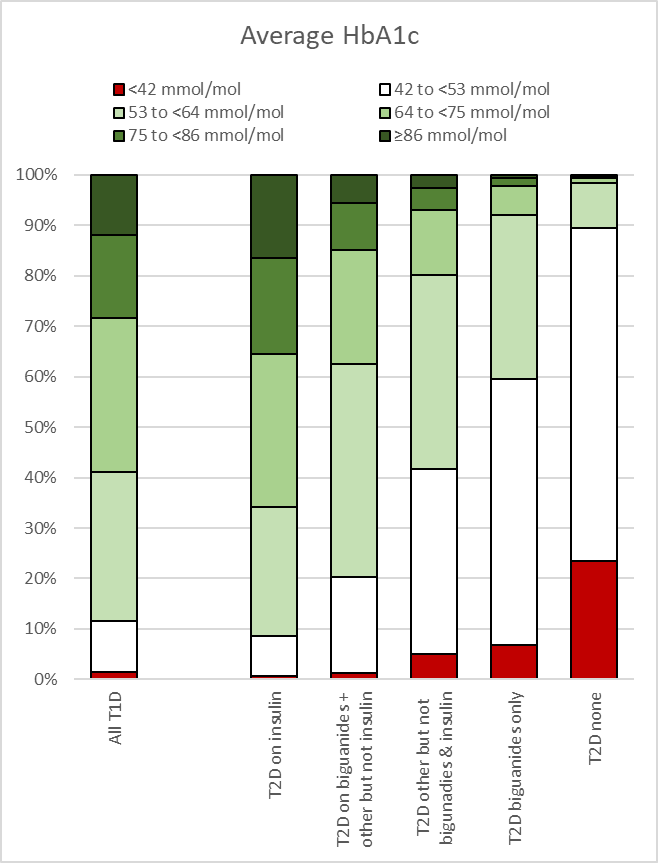 Average HbA1c
<42 mmol/mol
42 to <53 mmol/mol
53 to <64 mmol/mol
64 to <75 mmol/mol
75 to <86 mmol/mol
≥86 mmol/mol
100%
90%
80%
70%
60%
50%
40%
30%
20%
10%
0%
All T1D
T2D on insulin
T2D on biguanides +
other but not insulin
T2D other but not
bigunadies & insulin
T2D biguanides only
T2D none